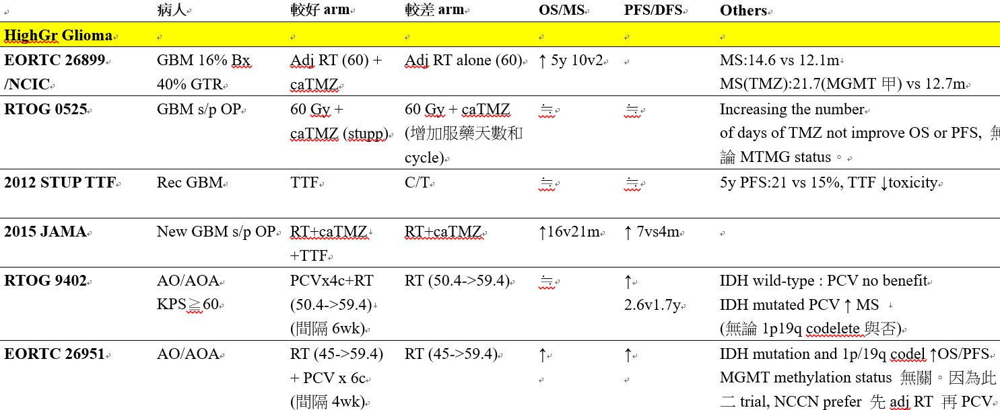 病人 較好 arm 較差 arm OS/MS PFS/DFS Others
HighGr Glioma
EORTC 26899 GBM 16% Bx Adj RT (60) + Adj RT alone (60) ↑ 5y 10v2 MS:14.6 vs 12.1m
/NCIC 40% GTR caTMZ MS(TMZ):21.7(MGMT 甲) vs 12.7m
RTOG 0525 GBM s/p OP 60 Gy + 60 Gy + caTMZ ≒ ≒ Increasing the number
caTMZ (stupp) (增加服藥天數和 of days of TMZ not improve OS or PFS, 無
cycle) 論 MTMG status。
2012 STUP TTF Rec GBM TTF C/T ≒ ≒ 5y PFS:21 vs 15%, TTF ↓toxicity
2015 JAMA New GBM s/p OP RT+caTMZ RT+caTMZ ↑16v21m ↑ 7vs4m
+TTF
RTOG 9402 AO/AOA PCVx4c+RT RT (50.4->59.4) ≒ ↑ IDH wild-type : PCV no benefit
KPS≧60 (50.4->59.4) 2.6v1.7y IDH mutated PCV ↑ MS
(間隔 6wk) (無論 1p19q codelete 與否)
EORTC 26951 AO/AOA RT (45->59.4) RT (45->59.4) ↑ ↑ IDH mutation and 1p/19q codel ↑OS/PFS
+ PCV x 6c MGMT methylation status 無關。因為此
(間隔 4wk) 二 trial, NCCN prefer 先 adj RT 再 PCV